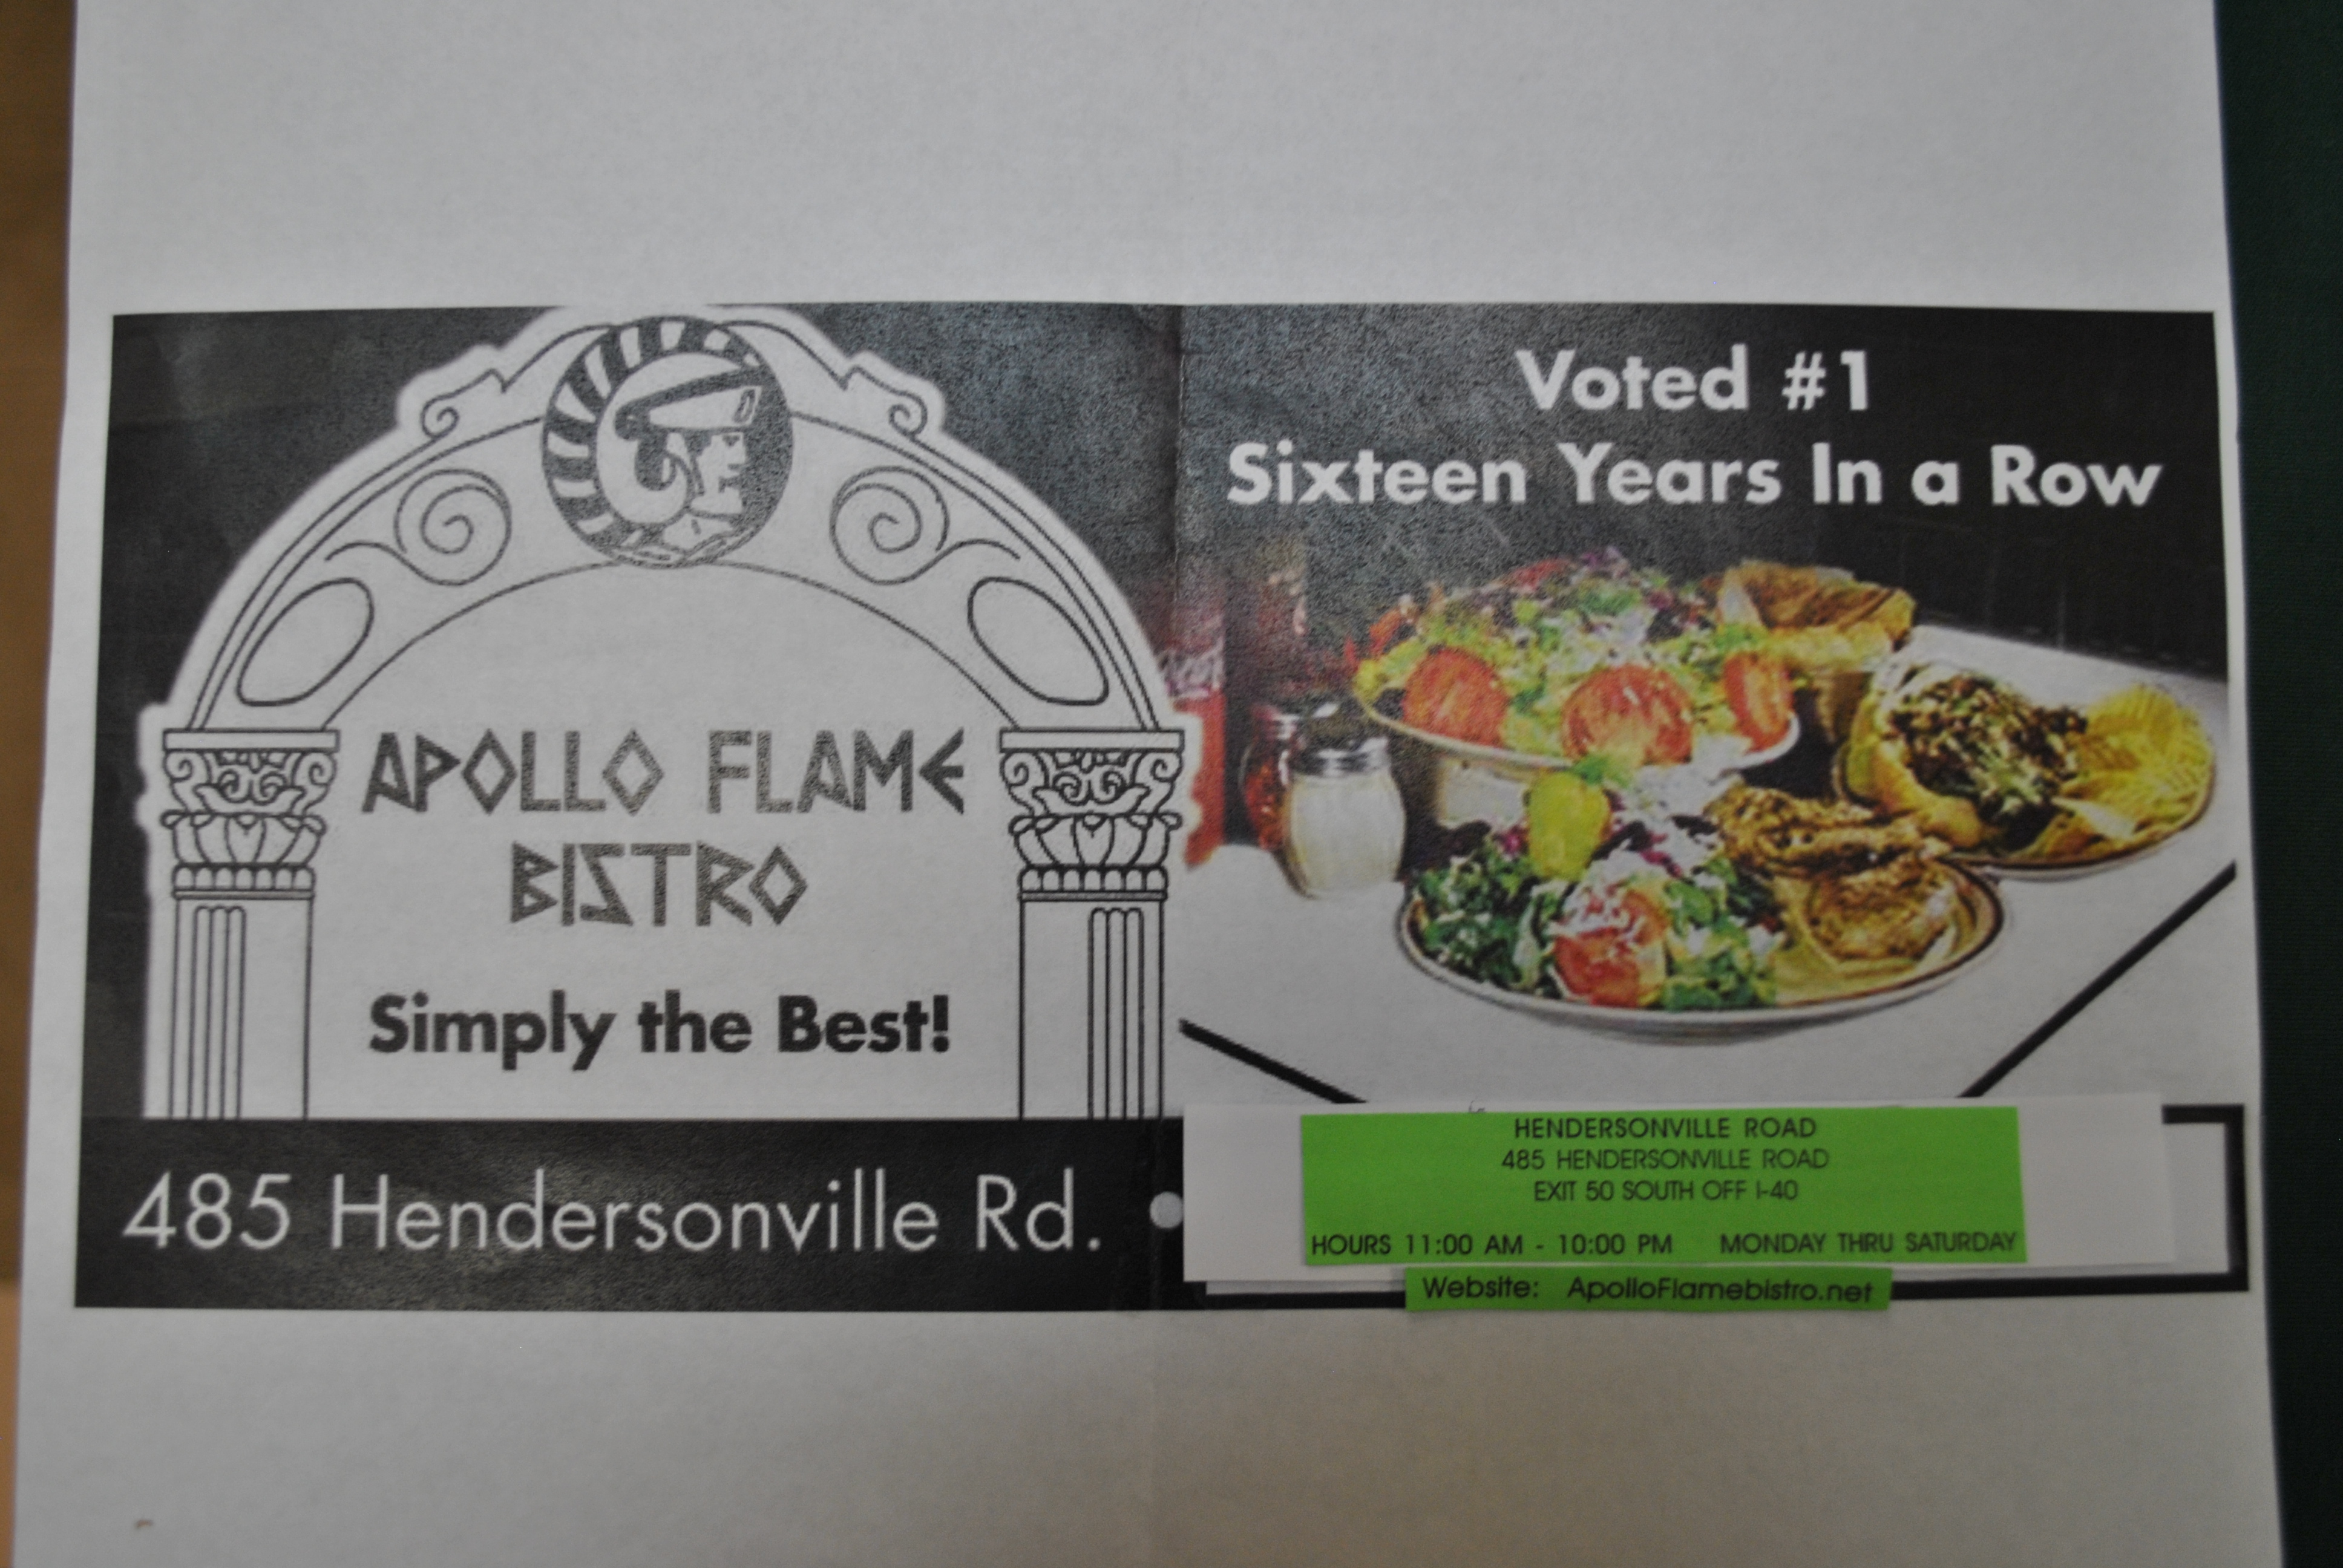 APOLLO FLAME
BISTRO
Simply the Best!
485 Hendersonville Rd.
Voted #1
Sixteen Years In a Row
HENDERSONVILLE ROAD
485 HENDERSONVILLE ROAD
EXIT 50 SOUTH OFF I-40
HOURS 11:00 AM - 10:00 PM MONDAY THRU SATURDAY
Website: ApolloFlamebistro.net